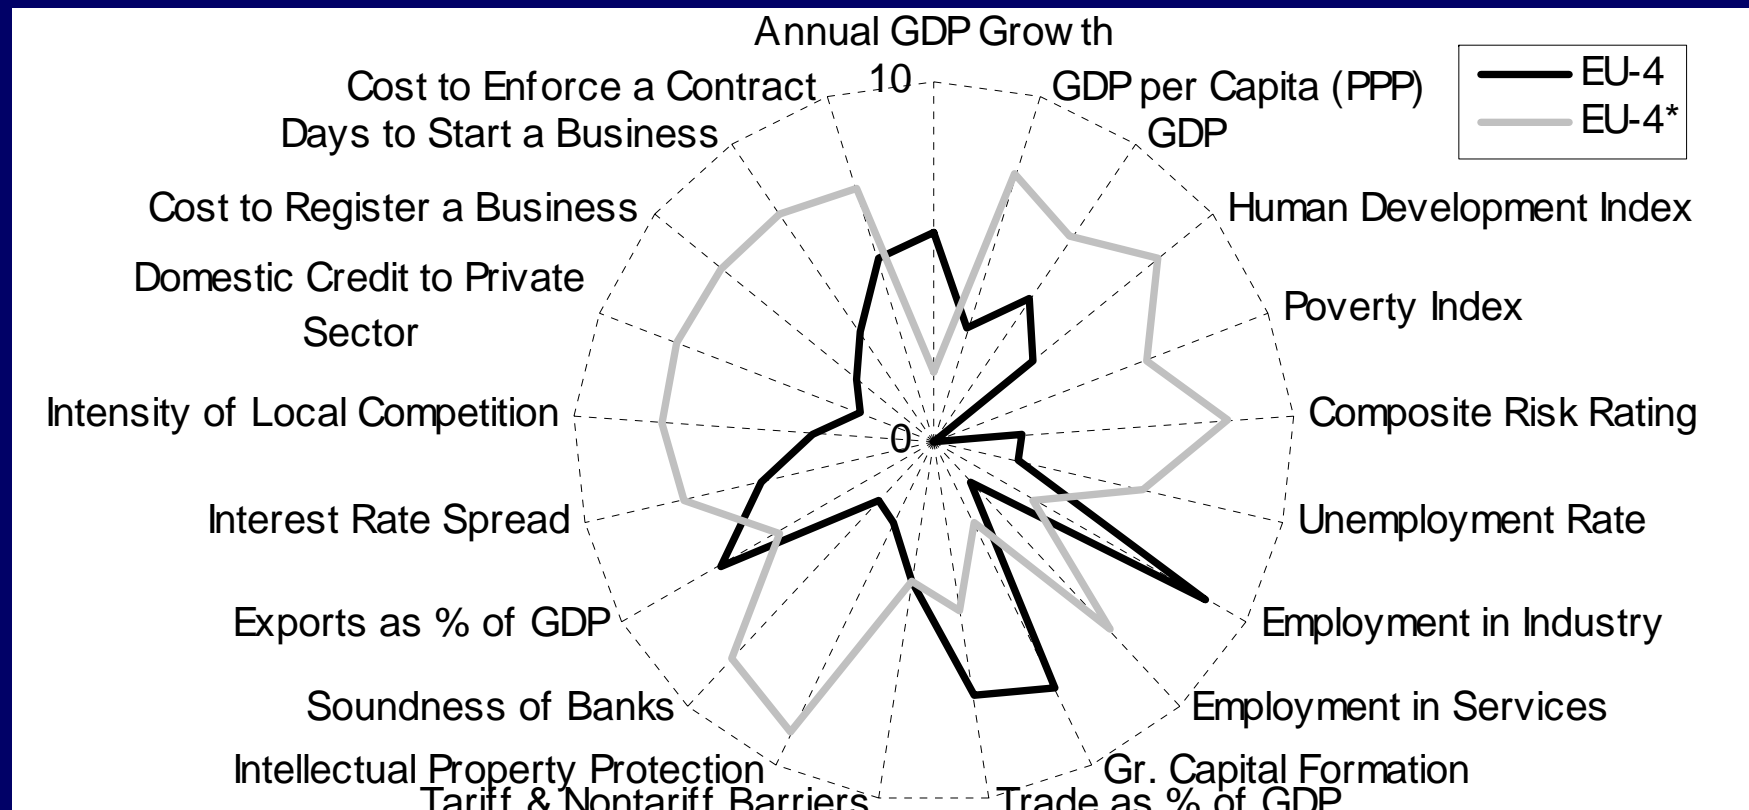 Annual GDP Growth
10
GDP per Capita (PPP)
GDP
Human Development Index
Poverty Index
Composite Risk Rating
Unemployment Rate
Employment in Industry
Employment in Services
Gr. Capital Formation
Trade as % of GDP
Tariff & Nontariff Barriers
Intellectual Property Protection
Soundness of Banks
Exports as % of GDP
Interest Rate Spread
Intensity of Local Competition
Domestic Credit to Private
Sector
Cost to Register a Business
Days to Start a Business
Cost to Enforce a Contract
0
EU-4
EU-4*